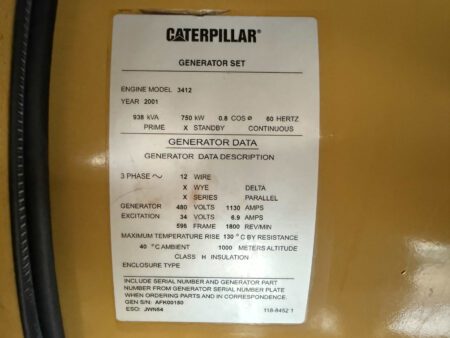 CATERPILLAR®
GENERATOR SET
ENGINE MODEL 3412
YEAR 2001
938 kVA 750 kW 0.8 COS ø 60 HERTZ
PRIME X STANDBY CONTINUOUS
GENERATOR DATA
GENERATOR DATA DESCRIPTION
3 PHASE ~ 12 WIRE
X WYE DELTA
X SERIES PARALLEL
GENERATOR 480 VOLTS 1130 AMPS
EXCITATION 34 VOLTS 6.9 AMPS
596 FRAME 1800 REV/MIN
MAXIMUM TEMPERATURE RISE 130 °C BY RESISTANCE
40 °C AMBIENT 1000 METERS ALTITUDE
CLASS H INSULATION
ENCLOSURE TYPE
INCLUDE SERIAL NUMBER AND GENERATOR PART
NUMBER FROM GENERATOR SERIAL NUMBER PLATE
WHEN ORDERING PARTS AND IN CORRESPONDENCE.
GEN S/N: AFK00180
ESO: JWN54 118-8452 1